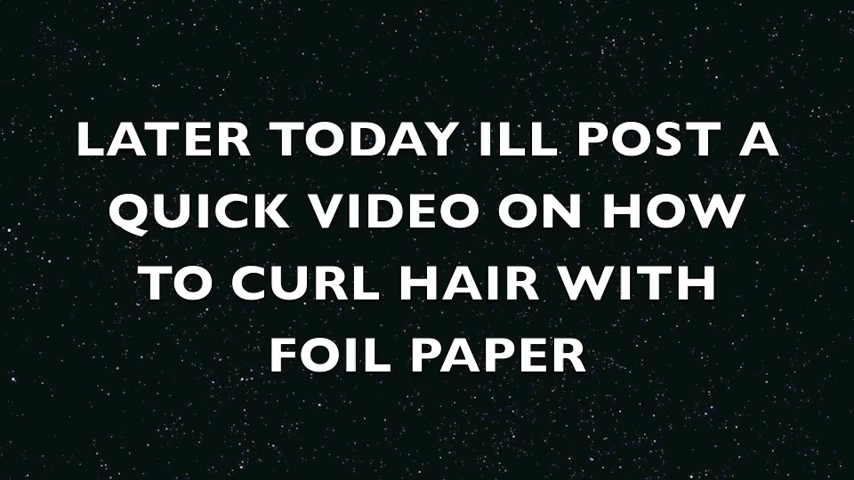 LATER TODAY ILL POST A
QUICK VIDEO ON HOW
TO CURL HAIR WITH
FOIL PAPER